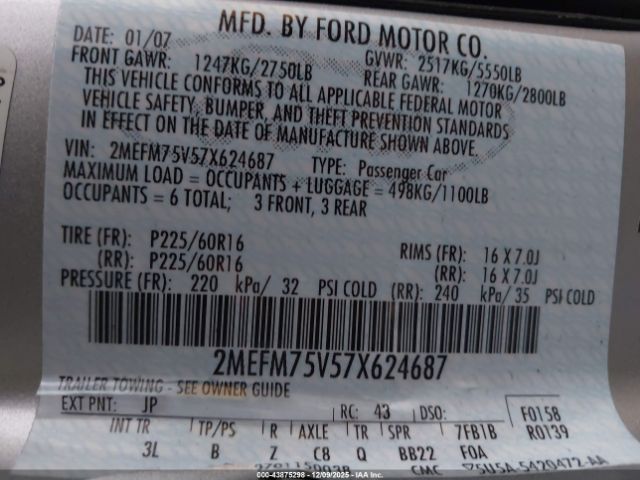 MFD. BY FORD MOTOR CO.
DATE: 01/07 GVWR: 2517KG/5550LB
FRONT GAWR: 1247KG/2750LB REAR GAWR: 1270KG/2800LB
THIS VEHICLE CONFORMS TO ALL APPLICABLE FEDERAL MOTOR
VEHICLE SAFETY, BUMPER, AND THEFT PREVENTION STANDARDS
IN EFFECT ON THE DATE OF MANUFACTURE SHOWN ABOVE.
VIN: 2MEFM75V57X624687 TYPE: Passenger Car
MAXIMUM LOAD = OCCUPANTS + LUGGAGE = 498KG/1100LB
OCCUPANTS = 6 TOTAL; 3 FRONT, 3 REAR
TIRE (FR): P225/60R16 RIMS (FR): 16 X 7.0J
(RR): P225/60R16 (RR): 16 X 7.0J
PRESSURE (FR): 220 kPa/ 32 PSI COLD (RR): 240 kPa/ 35 PSI COLD
2MEFM75V57X624687
TRAILER TOWING - SEE OWNER GUIDE
EXT PNT: JP RC: 43 DSO: F0158
INT TR TP/PS R AXLE TR SPR 7FB1B R0139
3L B Z C8 Q BB22 F0A
CMC 5U5A-5420472-AA
© 43875298 - 12/09/2025 - IAAI.COM